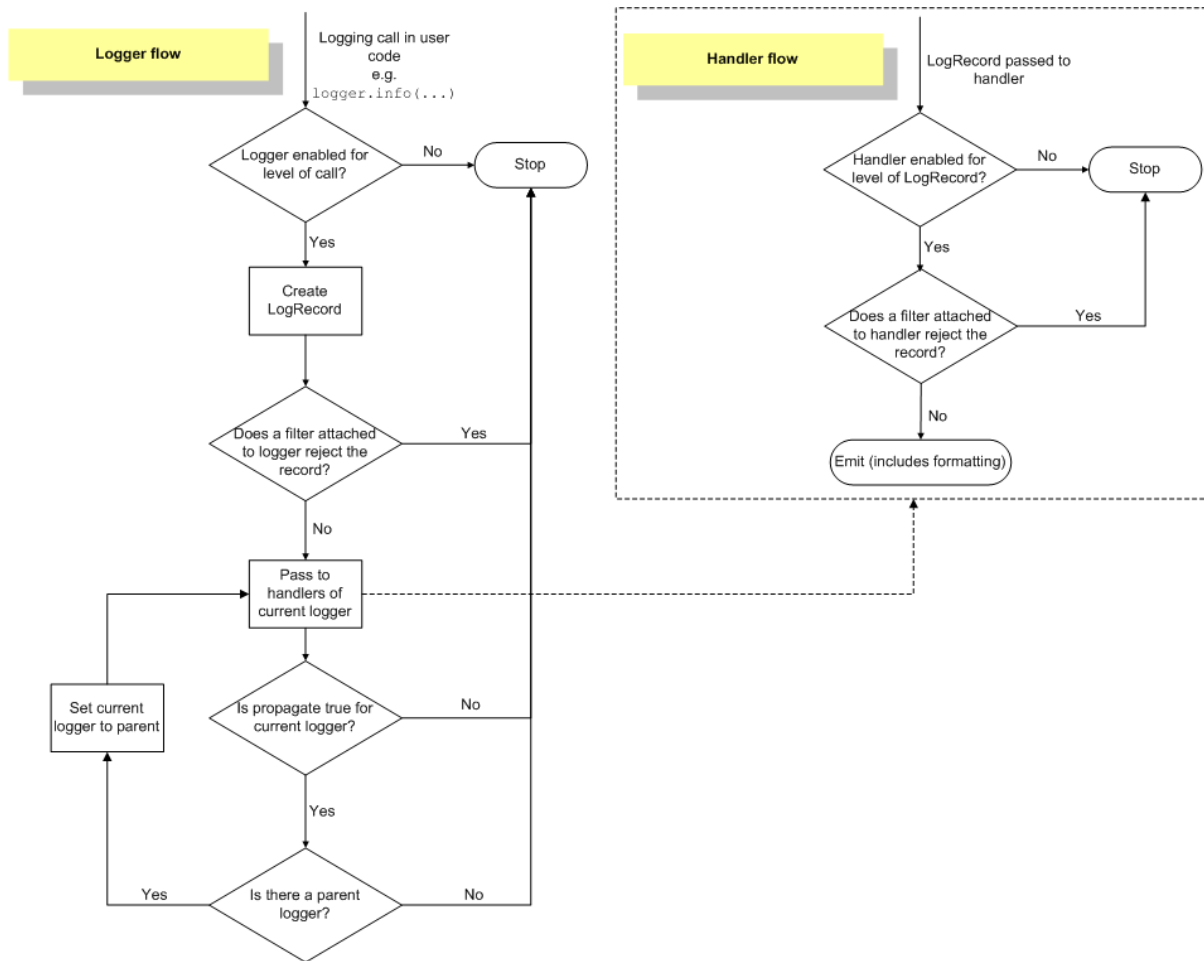 Logger flow
Logging call in user
code
e.g.
logger.info(...)
Logger enabled for
level of call?
No
Stop
Yes
Create
LogRecord
Does a filter attached
to logger reject the
record?
Yes
No
Pass to
handlers of
current logger
Set current
logger to parent
Is propagate true for
current logger?
No
Yes
Is there a parent
logger?
Yes
No
Handler flow
LogRecord passed to
handler
Handler enabled for
level of LogRecord?
No
Stop
Yes
Does a filter attached
to handler reject the
record?
Yes
No
Emit (includes formatting)